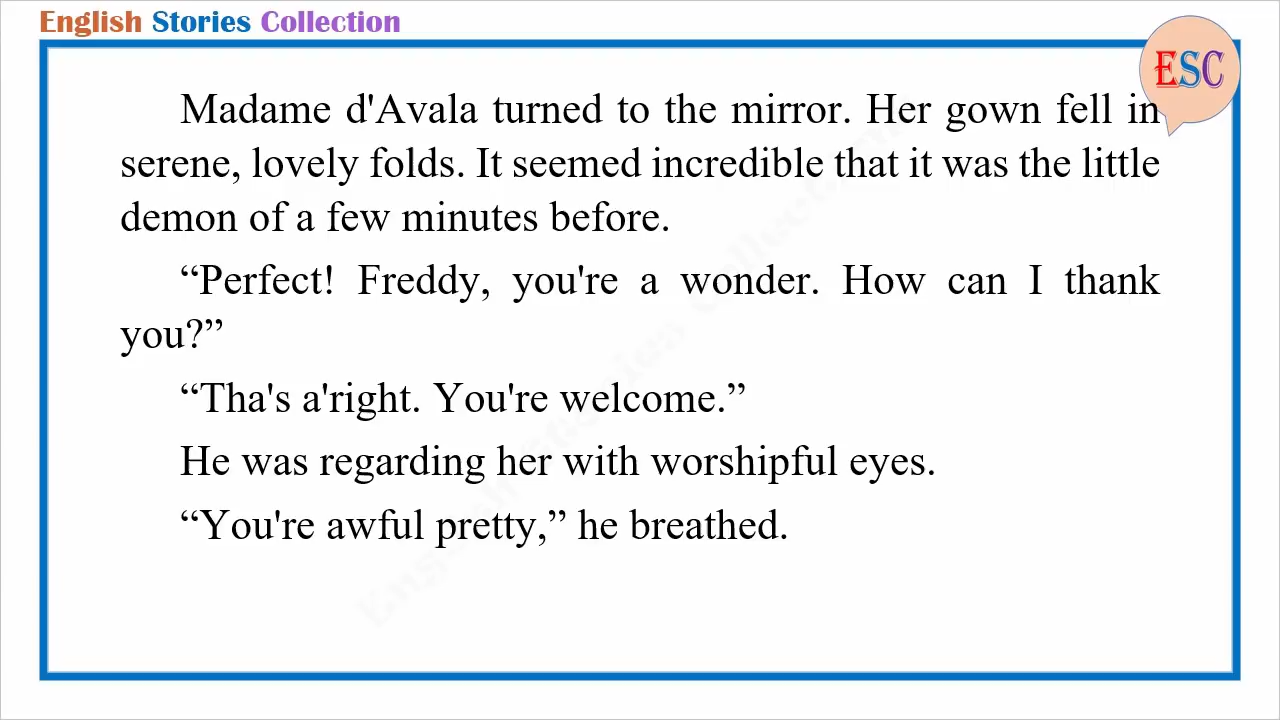 English Stories Collection
ESC
Madame d'Avala turned to the mirror. Her gown fell in
serene, lovely folds. It seemed incredible that it was the little
demon of a few minutes before.
“Perfect! Freddy, you're a wonder. How can I thank
you?”
“Tha's a'right. You're welcome.”
He was regarding her with worshipful eyes.
“You're awful pretty,” he breathed.
English Stories Collection